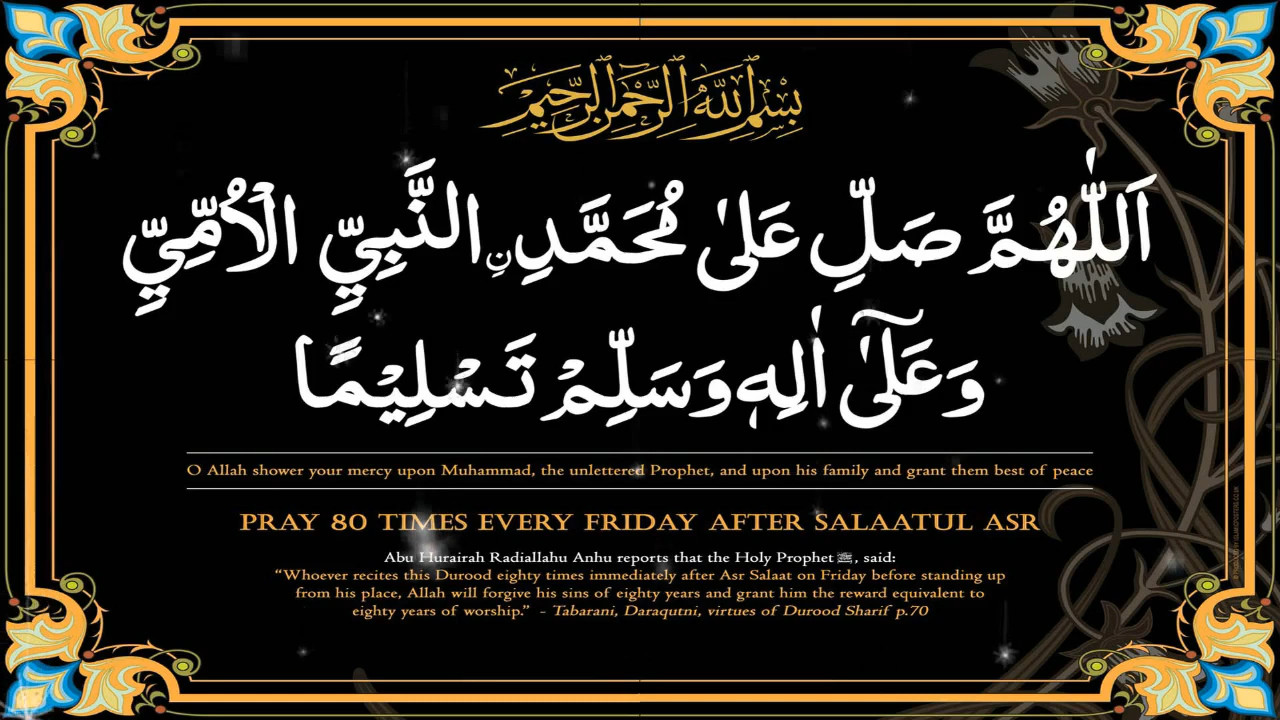 بِسْمِ اللهِ الرَّحْمٰنِ الرَّحِيْمِ
اَللّٰهُمَّ صَلِّ عَلٰى مُحَمَّدِ نِ النَّبِيِّ الْاُمِّيِّ
وَعَلٰٓى اٰلِهٖ وَسَلِّمْ تَسْلِيْمًا
O Allah shower your mercy upon Muhammad, the unlettered Prophet, and upon his family and grant them best of peace
PRAY 80 TIMES EVERY FRIDAY AFTER SALAATUL ASR
Abu Hurairah Radiallahu Anhu reports that the Holy Prophet ﷺ, said:
“Whoever recites this Durood eighty times immediately after Asr Salaat on Friday before standing up
from his place, Allah will forgive his sins of eighty years and grant him the reward equivalent to
eighty years of worship.” - Tabarani, Daraqutni, virtues of Durood Sharif p.70